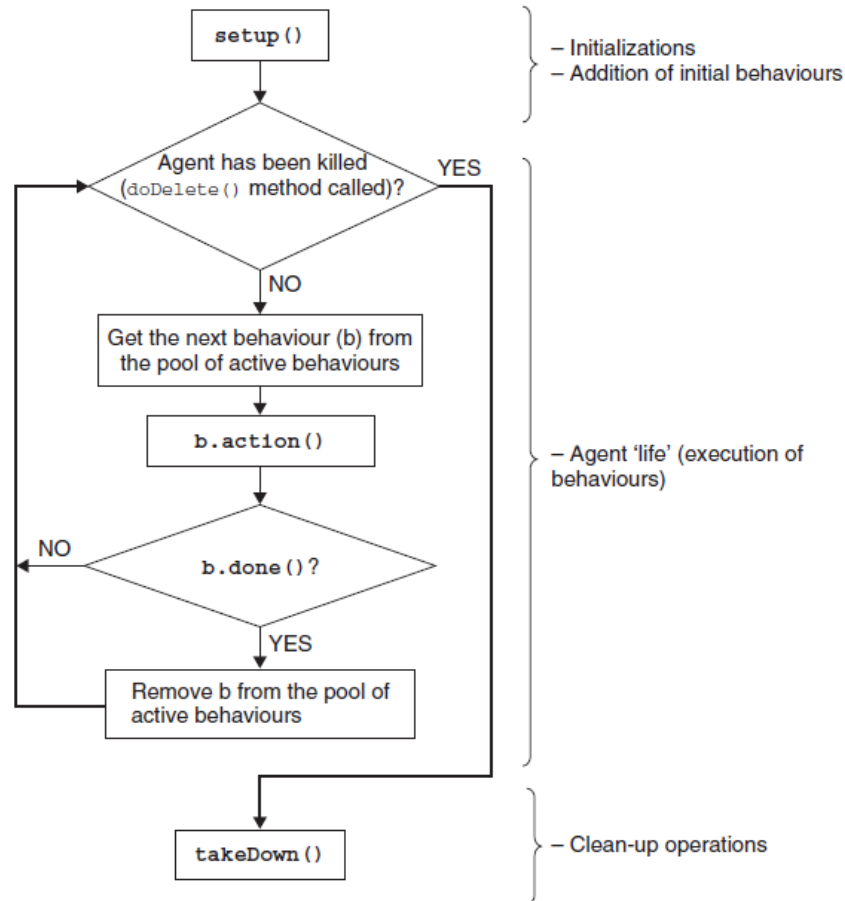 setup()
– Initializations
– Addition of initial behaviours
Agent has been killed
(doDelete() method called)?
YES
NO
Get the next behaviour (b) from
the pool of active behaviours
b.action()
– Agent ‘life’ (execution of
behaviours)
NO
b.done()?
YES
Remove b from the pool of
active behaviours
takeDown()
– Clean-up operations